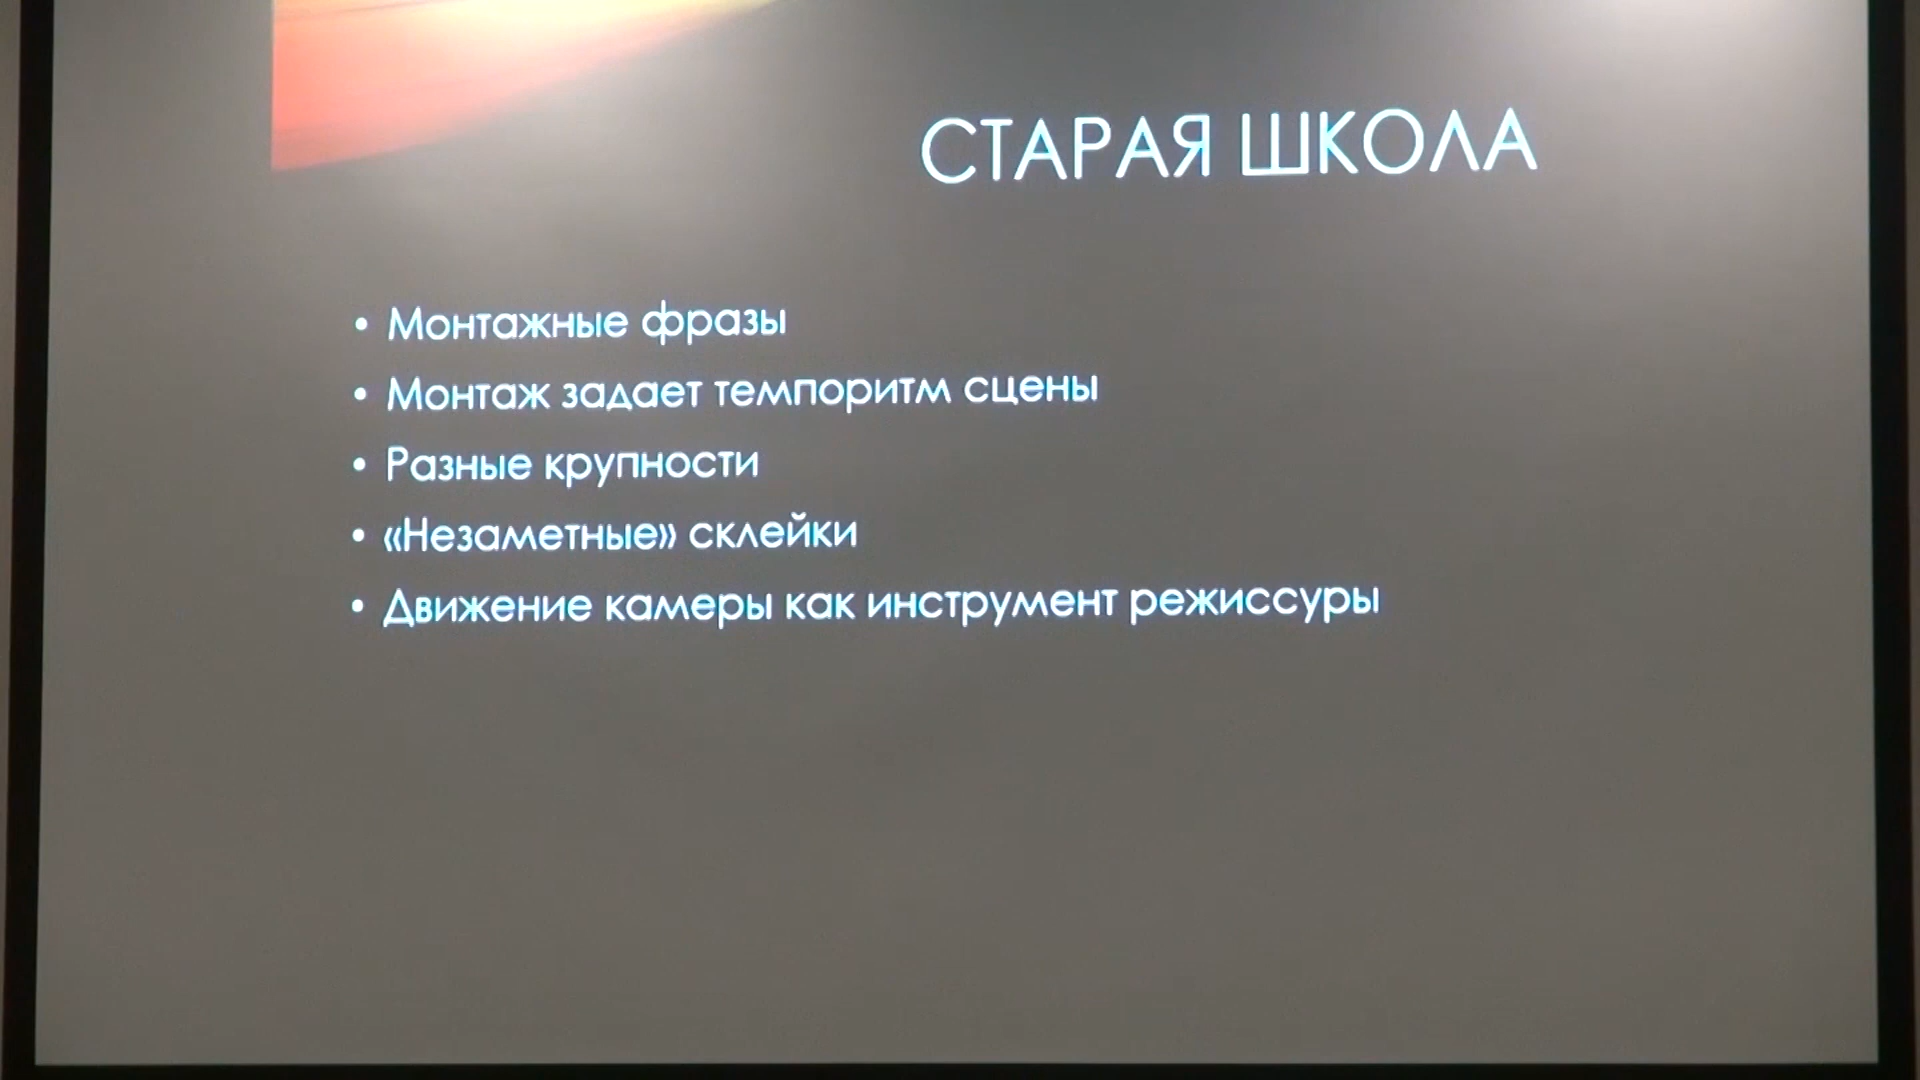 СТАРАЯ ШКОЛА
• Монтажные фразы
• Монтаж задает темпоритм сцены
• Разные крупности
• «Незаметные» склейки
• Движение камеры как инструмент режиссуры